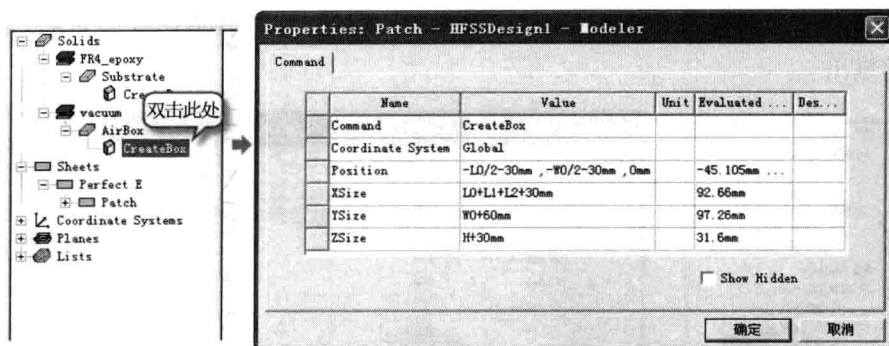 Solids
FR4_epoxy
Substrate
vacuum
双击此处
AirBox
CreateBox
Sheets
Perfect E
Patch
Coordinate Systems
Planes
Lists
Properties: Patch - HFSSDesign1 - Modeler
Command
Name Value Unit Evaluated ... Des...
Command CreateBox
Coordinate System Global
Position -L0/2-30mm ,-W0/2-30mm ,0mm -45.105mm ...
XSize L0+L1+L2+30mm 92.66mm
YSize W0+60mm 97.26mm
ZSize H+30mm 31.6mm
Show Hidden
确定 取消